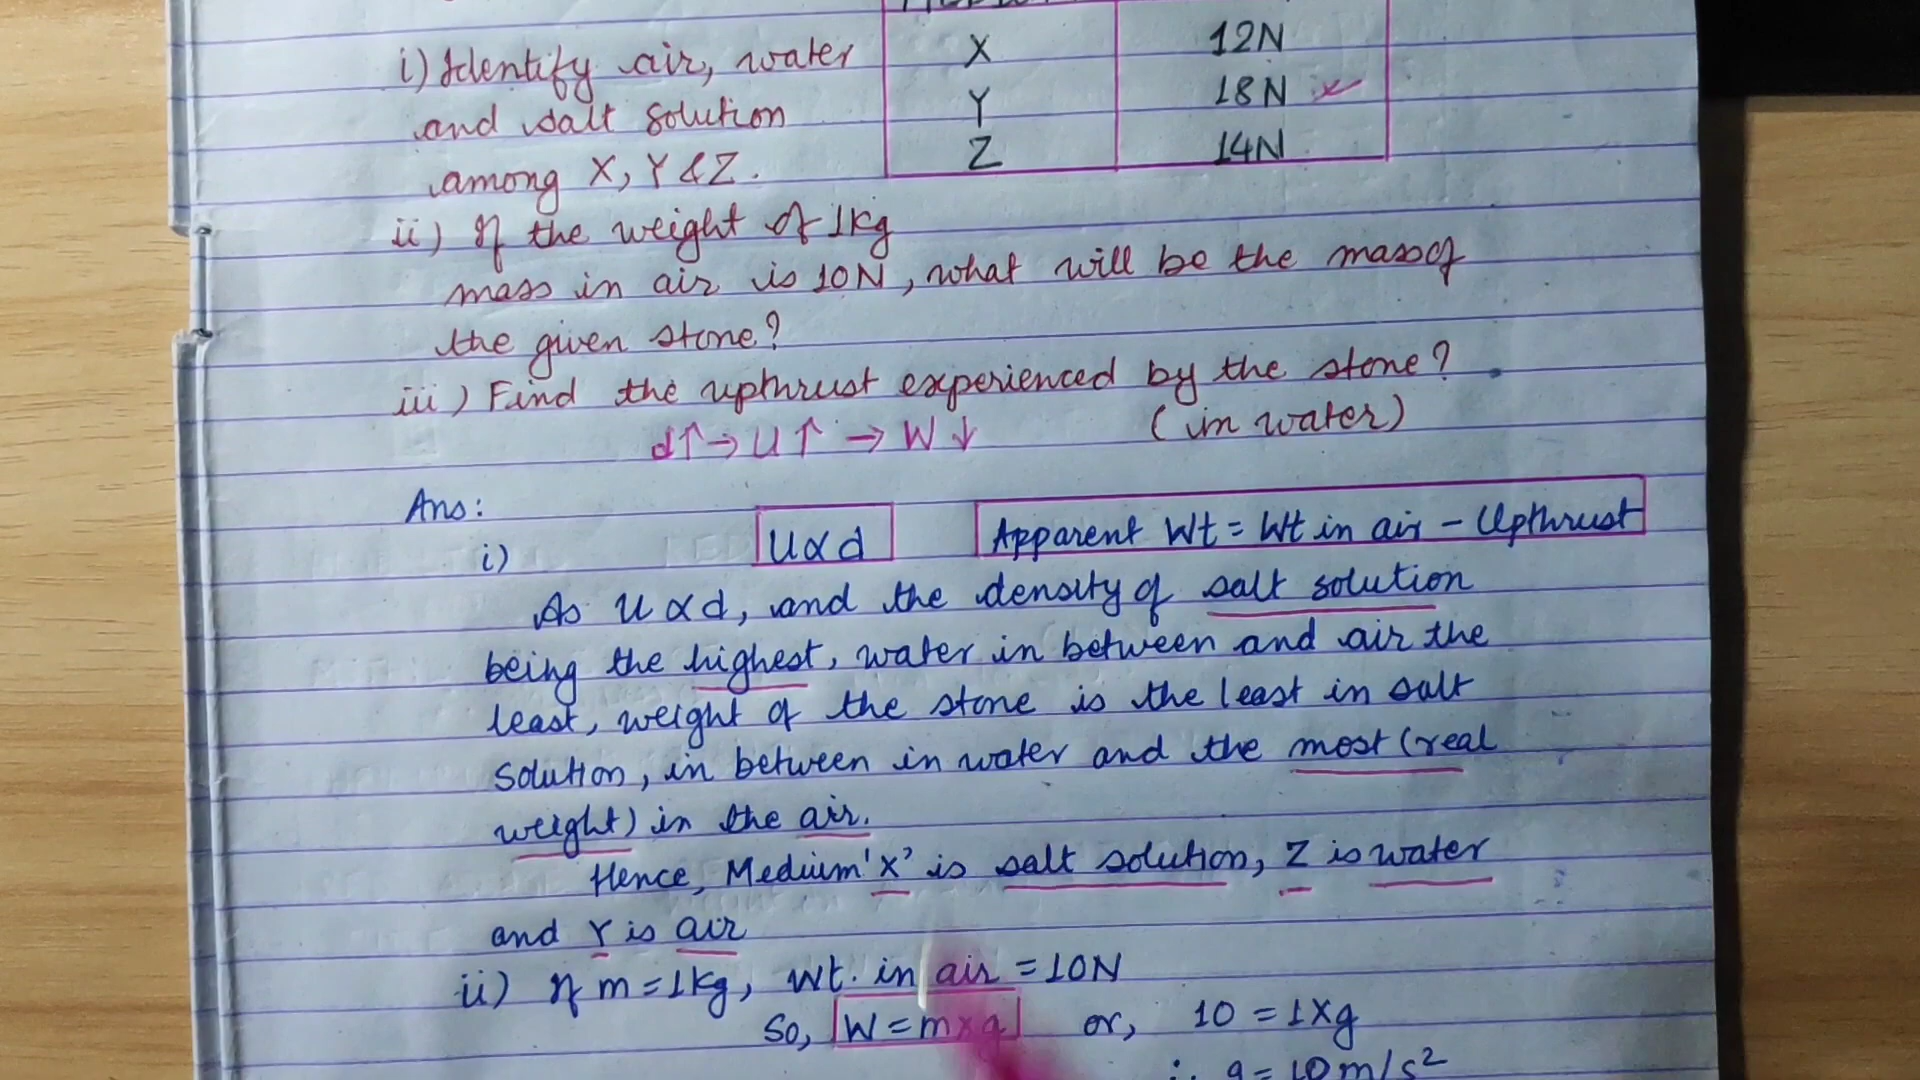 X 12N
i) Identify air, water
Y 18N
and salt solution
Z 14N
among X, Y & Z.
ii) If the weight of 1kg
mass in air is 10N, what will be the mass of
the given stone?
iii) Find the upthrust experienced by the stone?
(in water)
d↑→U↑→W↓
Ans:
i) U∝d Apparent Wt = Wt in air - Upthrust
As U∝d, and the density of salt solution
being the highest, water in between and air the
least, weight of the stone is the least in salt
solution, in between in water and the most (real
weight) in the air.
Hence, Medium 'X' is salt solution, Z is water
and Y is air
ii) If m = 1kg, Wt. in air = 10N
So, W = m×g or, 10 = 1×g
∴ g = 10m/s²